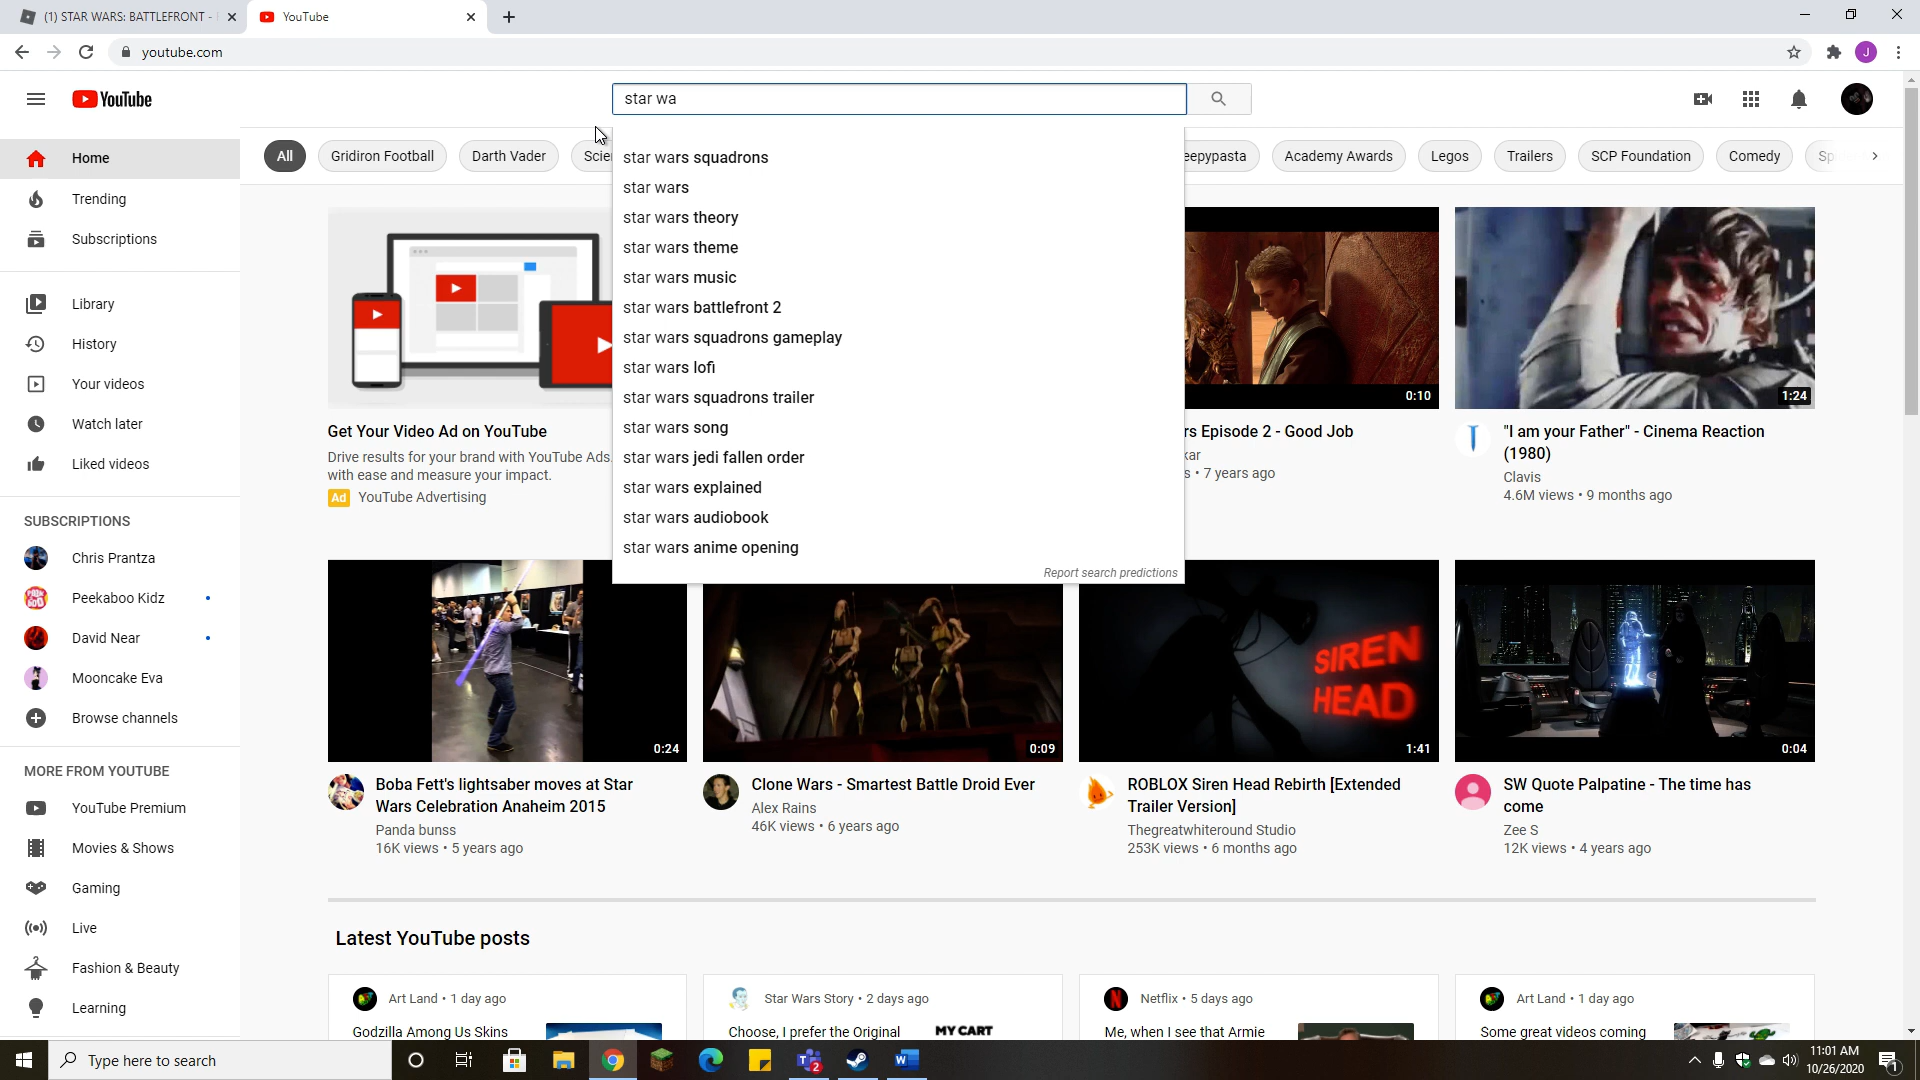 (1) STAR WARS: BATTLEFRONT -
YouTube
youtube.com
J
YouTube
star wa
All
Gridiron Football
Darth Vader
eepypasta
Academy Awards
Legos
Trailers
SCP Foundation
Comedy
star wars squadrons
star wars
star wars theory
star wars theme
star wars music
star wars battlefront 2
star wars squadrons gameplay
star wars lofi
star wars squadrons trailer
star wars song
star wars jedi fallen order
star wars explained
star wars audiobook
star wars anime opening
Report search predictions
Home
Trending
Subscriptions
Library
History
Your videos
Watch later
Liked videos
SUBSCRIPTIONS
Chris Prantza
Peekaboo Kidz
David Near
Mooncake Eva
Browse channels
MORE FROM YOUTUBE
YouTube Premium
Movies & Shows
Gaming
Live
Fashion & Beauty
Learning
Get Your Video Ad on YouTube
Drive results for your brand with YouTube Ads.
with ease and measure your impact.
Ad YouTube Advertising
0:10
rs Episode 2 - Good Job
kar
s • 7 years ago
1:24
"I am your Father" - Cinema Reaction
(1980)
Clavis
4.6M views • 9 months ago
0:24
Boba Fett's lightsaber moves at Star
Wars Celebration Anaheim 2015
Panda bunss
16K views • 5 years ago
0:09
Clone Wars - Smartest Battle Droid Ever
Alex Rains
46K views • 6 years ago
SIREN
HEAD
1:41
ROBLOX Siren Head Rebirth [Extended
Trailer Version]
Thegreatwhiteround Studio
253K views • 6 months ago
0:04
SW Quote Palpatine - The time has
come
Zee S
12K views • 4 years ago
Latest YouTube posts
Art Land • 1 day ago
Godzilla Among Us Skins
Star Wars Story • 2 days ago
Choose, I prefer the Original
MY CART
Netflix • 5 days ago
Me, when I see that Armie
Art Land • 1 day ago
Some great videos coming
Type here to search
2
11:01 AM
10/26/2020
1